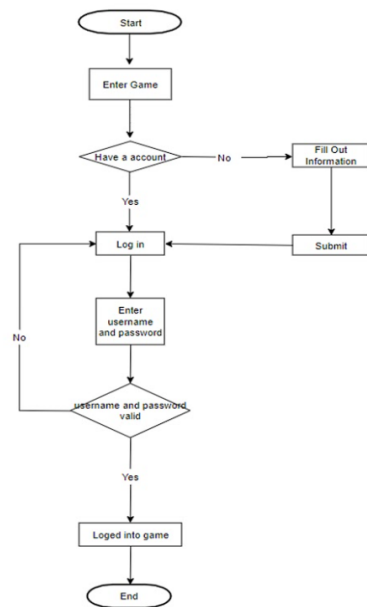 Start
Enter Game
Have a account
No
Fill Out
Information
Yes
Log in
Submit
Enter
username
and password
No
username and password
valid
Yes
Loged into game
End